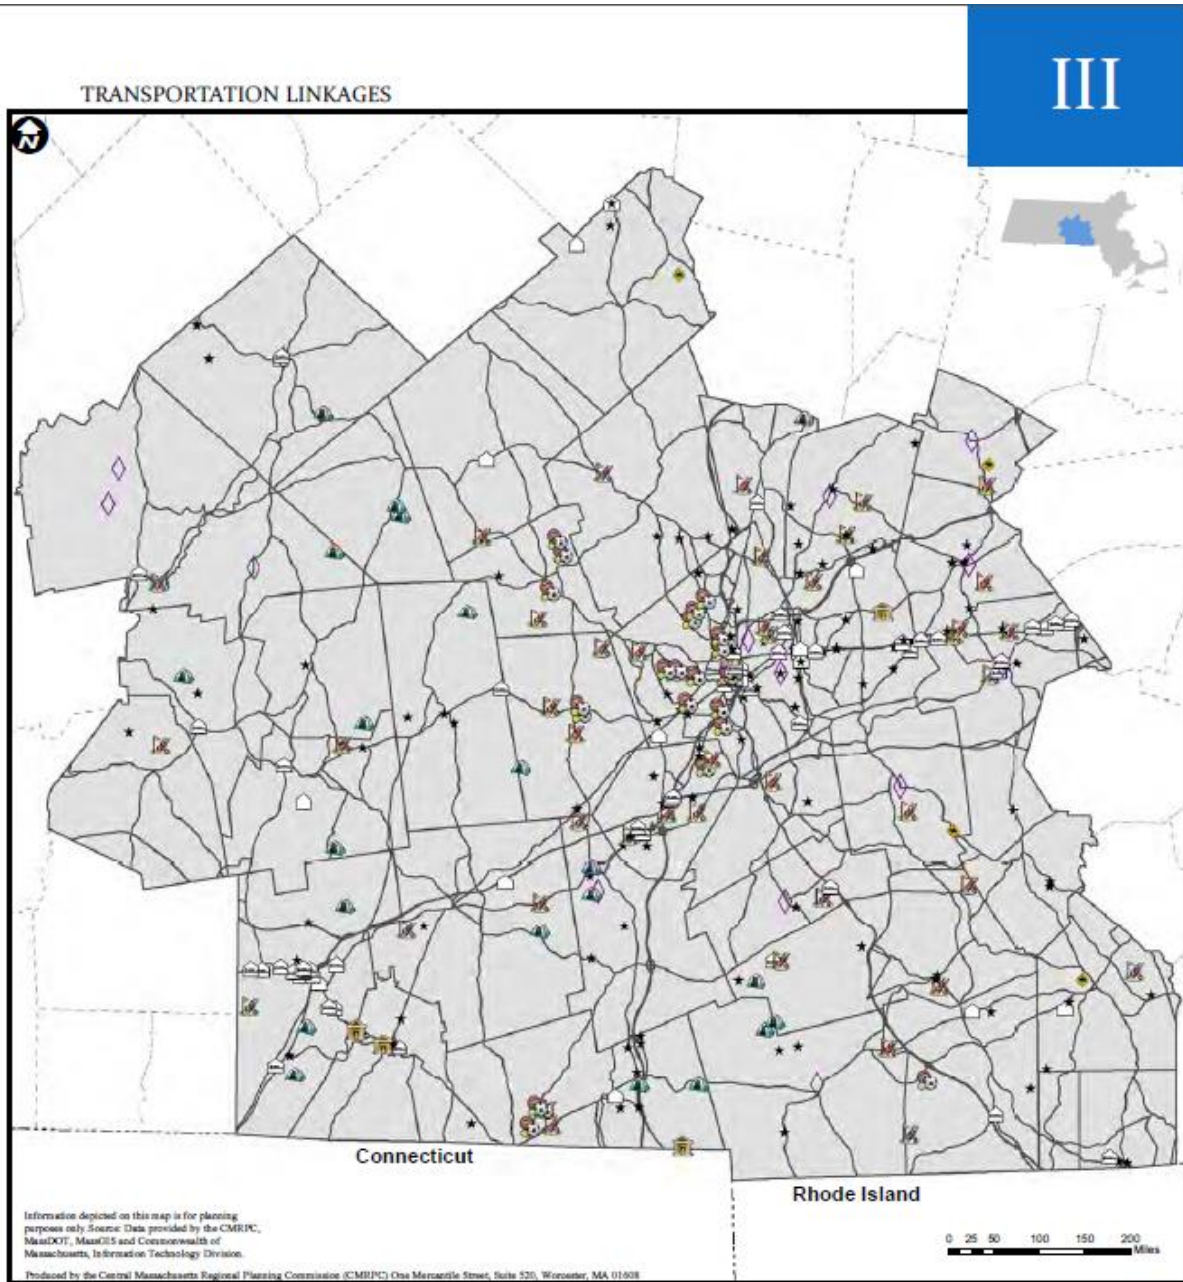 III
TRANSPORTATION LINKAGES
N
Connecticut
Rhode Island
Information depicted on this map is for planning
purposes only. Source: Data provided by the CMRPC,
MassDOT, MassGIS and Commonwealth of
Massachusetts, Information Technology Division.
0 25 50 100 150 200
Miles
Produced by the Central Massachusetts Regional Planning Commission (CMRPC) One Mercantile Street, Suite 520, Worcester, MA 01608